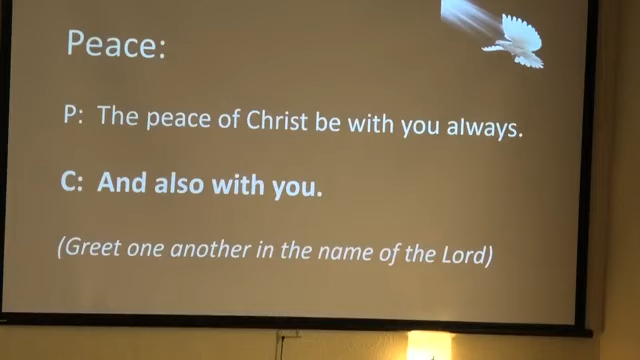 Peace:
P: The peace of Christ be with you always.
C: And also with you.
(Greet one another in the name of the Lord)